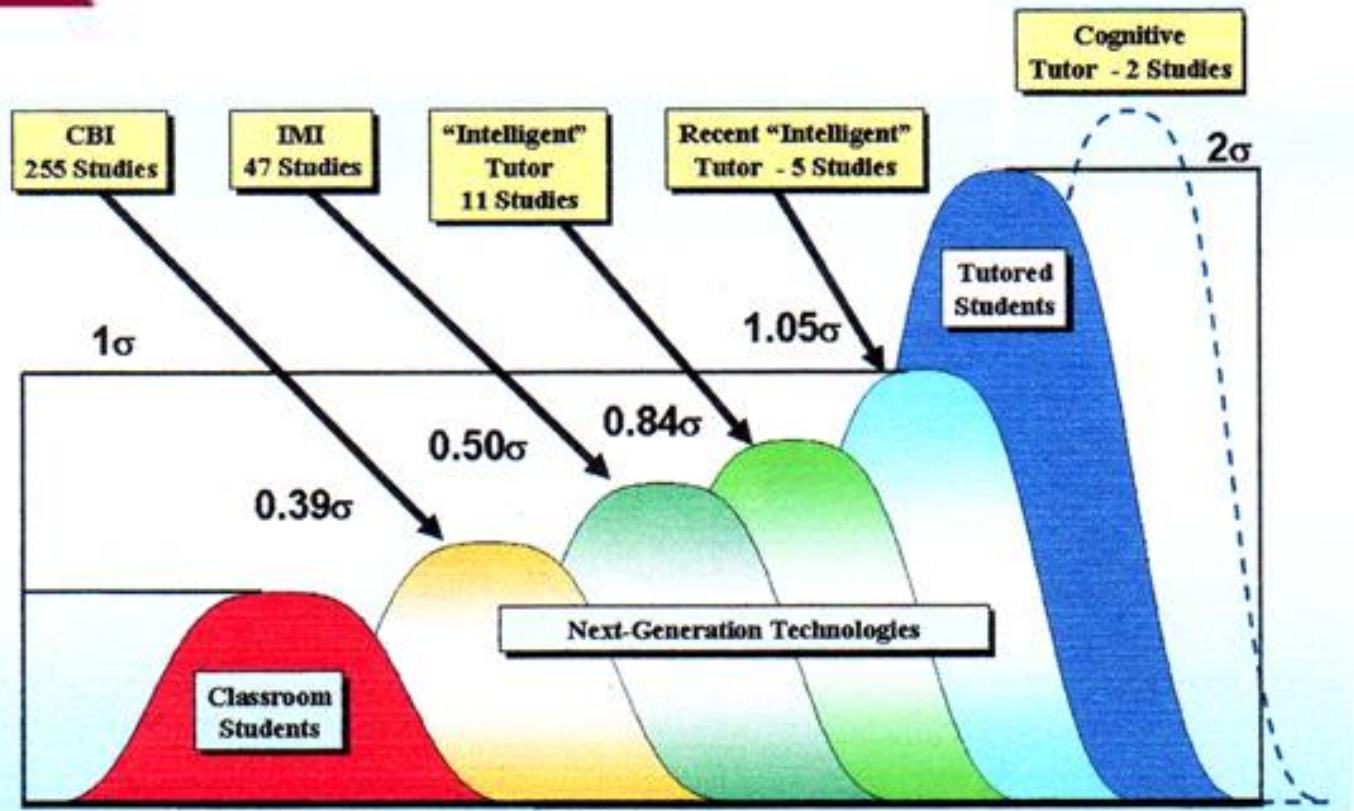 Cognitive
Tutor - 2 Studies
CBI
255 Studies
IMI
47 Studies
“Intelligent”
Tutor
11 Studies
Recent “Intelligent”
Tutor - 5 Studies
2σ
Tutored
Students
1.05σ
1σ
0.84σ
0.50σ
0.39σ
Next-Generation Technologies
Classroom
Students